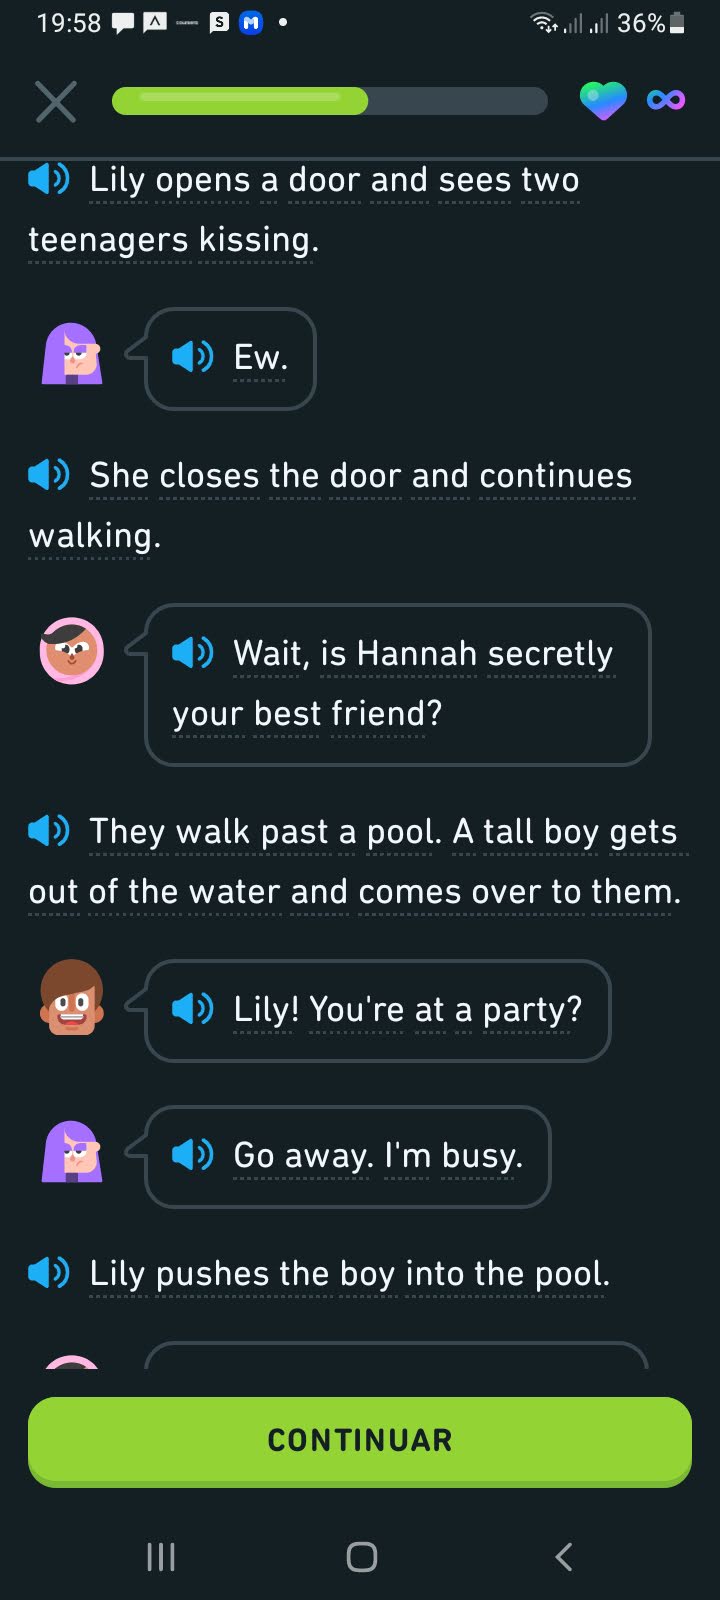 19:58
S
36%
Lily opens a door and sees two
teenagers kissing.
Ew.
She closes the door and continues
walking.
Wait, is Hannah secretly
your best friend?
They walk past a pool. A tall boy gets
out of the water and comes over to them.
Lily! You're at a party?
Go away. I'm busy.
Lily pushes the boy into the pool.
CONTINUAR